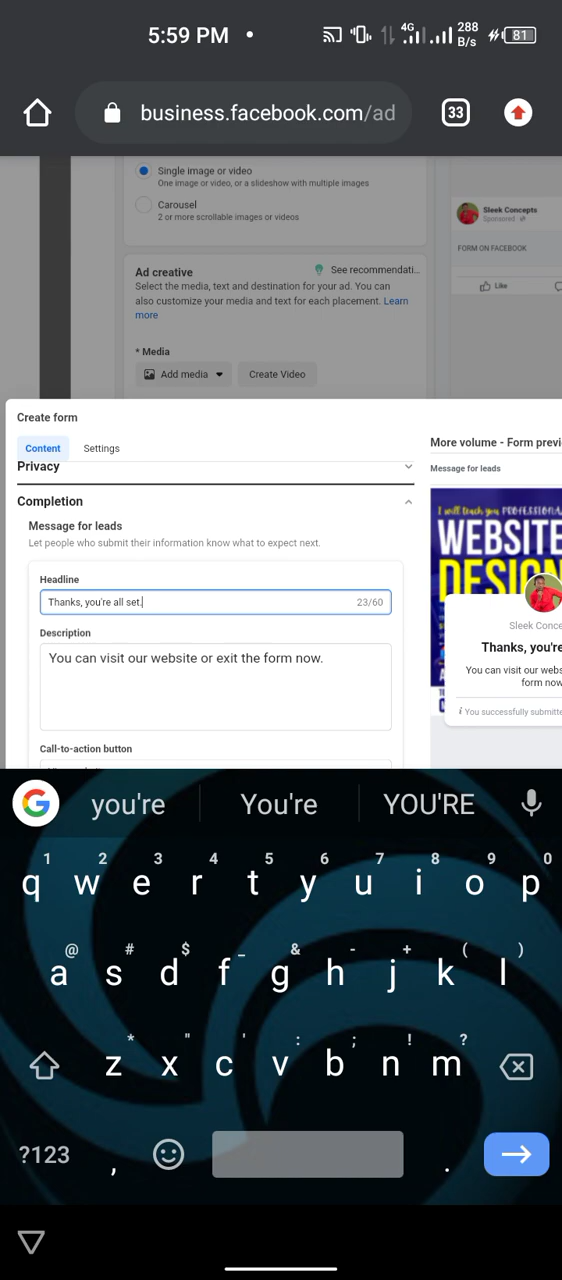 5:59 PM
4G
288 B/s
81
business.facebook.com/ad
33
Single image or video
One image or video, or a slideshow with multiple images
Carousel
2 or more scrollable images or videos
Sleek Concepts
Sponsored
FORM ON FACEBOOK
Like
Ad creative
See recommendati...
Select the media, text and destination for your ad. You can
also customize your media and text for each placement. Learn
more
* Media
Add media
Create Video
Create form
Content
Settings
Privacy
More volume - Form previ
Message for leads
Completion
Message for leads
Let people who submit their information know what to expect next.
Headline
Thanks, you're all set.
23/60
Description
You can visit our website or exit the form now.
Call-to-action button
I will teach you PROFESSIONA
WEBSITE
DESIGN
Sleek Conce
Thanks, you're
You can visit our webs
form now
i You successfully submitte
you're
You're
YOU'RE
1 2 3 4 5 6 7 8 9 0
q w e r t y u i o p
@ # $ _ & - + ( )
a s d f g h j k l
* " ' : ; ! ?
z x c v b n m
?123 , .